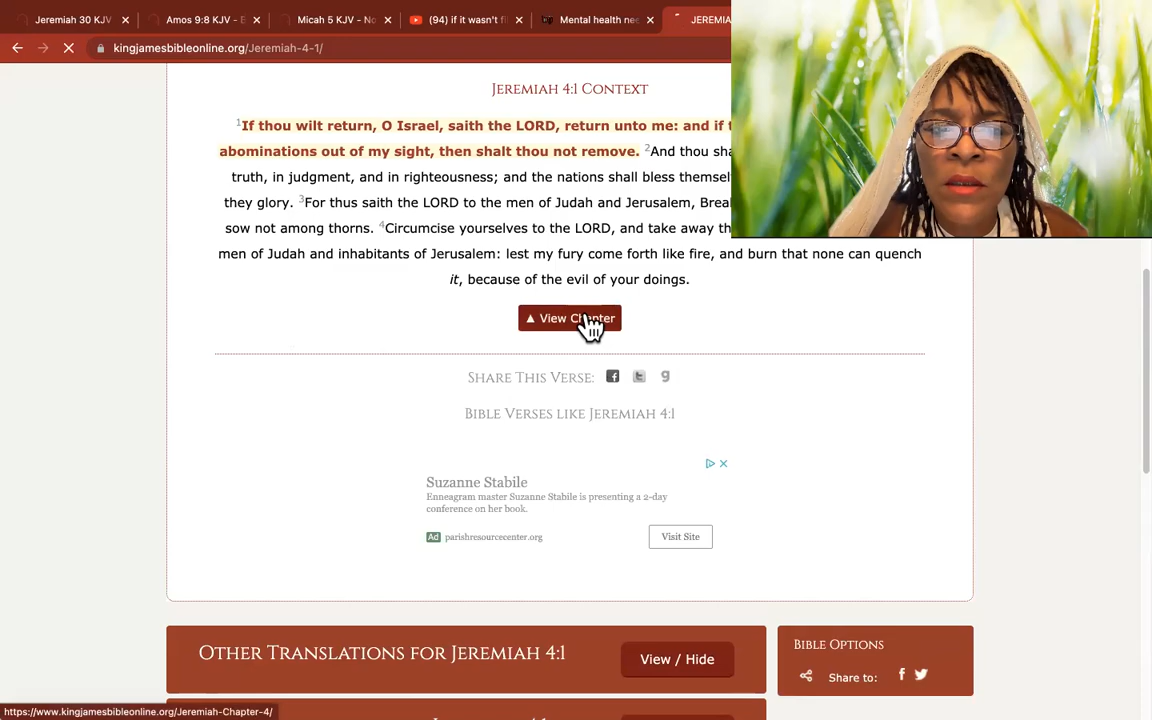 Jeremiah 30 KJV
Amos 9:8 KJV - E
Micah 5 KJV - No
(94) if it wasn't f
Mental health ne
JEREMIA
kingjamesbibleonline.org/Jeremiah-4-1/
JEREMIAH 4:1 CONTEXT
1If thou wilt return, O Israel, saith the LORD, return unto me: and if t
abominations out of my sight, then shalt thou not remove. 2And thou sha
truth, in judgment, and in righteousness; and the nations shall bless themsel
they glory. 3For thus saith the LORD to the men of Judah and Jerusalem, Brea
sow not among thorns. 4Circumcise yourselves to the LORD, and take away th
men of Judah and inhabitants of Jerusalem: lest my fury come forth like fire, and burn that none can quench
it, because of the evil of your doings.
▲ View Chapter
SHARE THIS VERSE:
BIBLE VERSES LIKE JEREMIAH 4:1
Suzanne Stabile
Enneagram master Suzanne Stabile is presenting a 2-day
conference on her book.
Ad parishresourcecenter.org
Visit Site
OTHER TRANSLATIONS FOR JEREMIAH 4:1
View / Hide
BIBLE OPTIONS
Share to:
https://www.kingjamesbibleonline.org/Jeremiah-Chapter-4/